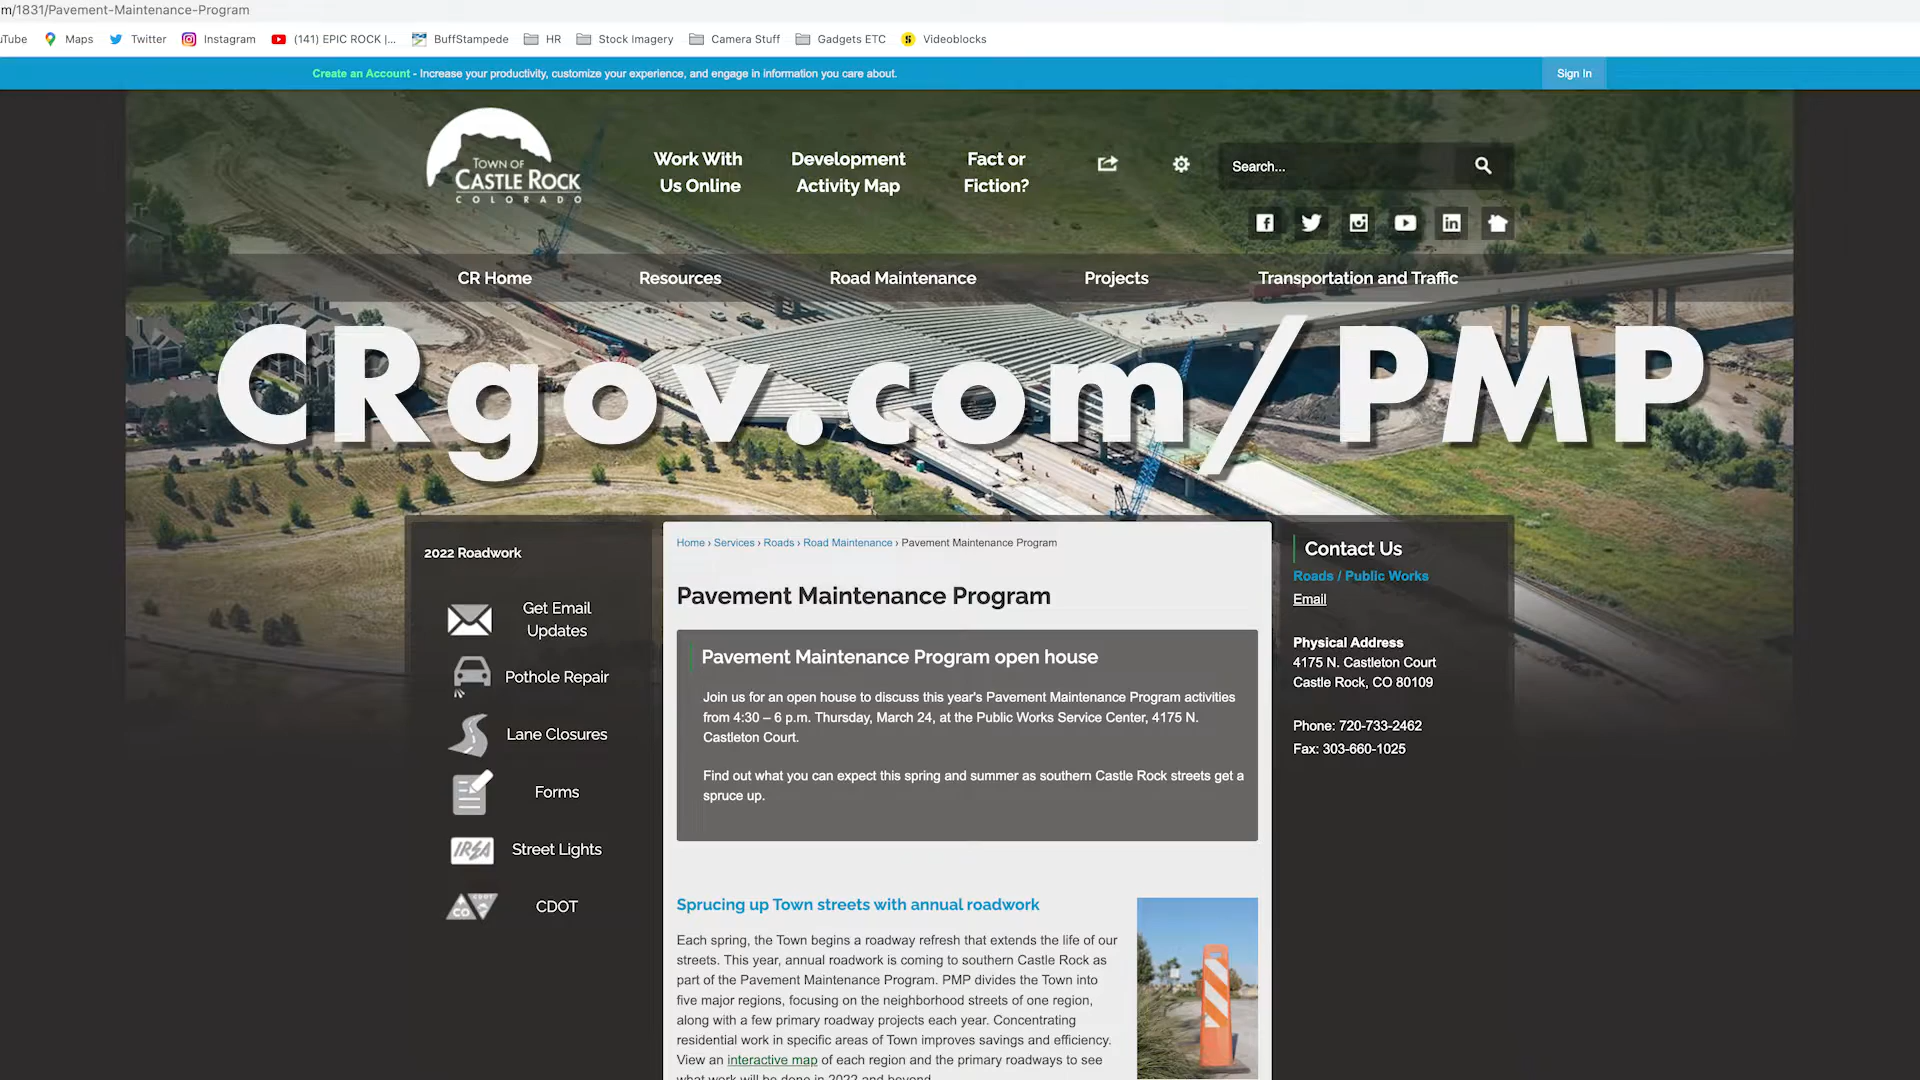 m/1831/Pavement-Maintenance-Program
uTube
Maps
Twitter
Instagram
(141) EPIC ROCK |...
BuffStampede
HR
Stock Imagery
Camera Stuff
Gadgets ETC
Videoblocks
Create an Account - Increase your productivity, customize your experience, and engage in information you care about.
Sign In
TOWN OF
CASTLE ROCK
COLORADO
Work With
Us Online
Development
Activity Map
Fact or
Fiction?
Search...
CR Home
Resources
Road Maintenance
Projects
Transportation and Traffic
CRgov.com/PMP
2022 Roadwork
Get Email
Updates
Pothole Repair
Lane Closures
Forms
IREA
Street Lights
CO
CDOT
CDOT
Home › Services › Roads › Road Maintenance › Pavement Maintenance Program
Pavement Maintenance Program
Pavement Maintenance Program open house
Join us for an open house to discuss this year's Pavement Maintenance Program activities
from 4:30 – 6 p.m. Thursday, March 24, at the Public Works Service Center, 4175 N.
Castleton Court.
Find out what you can expect this spring and summer as southern Castle Rock streets get a
spruce up.
Sprucing up Town streets with annual roadwork
Each spring, the Town begins a roadway refresh that extends the life of our
streets. This year, annual roadwork is coming to southern Castle Rock as
part of the Pavement Maintenance Program. PMP divides the Town into
five major regions, focusing on the neighborhood streets of one region,
along with a few primary roadway projects each year. Concentrating
residential work in specific areas of Town improves savings and efficiency.
View an interactive map of each region and the primary roadways to see
what work will be done in 2022 and beyond.
Contact Us
Roads / Public Works
Email
Physical Address
4175 N. Castleton Court
Castle Rock, CO 80109
Phone: 720-733-2462
Fax: 303-660-1025